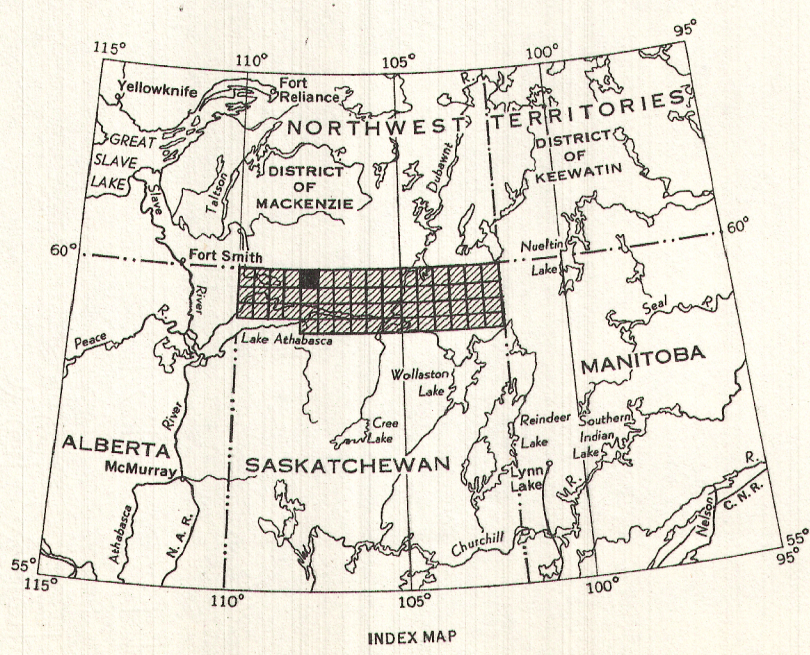 115°
110°
105°
100°
95°
Yellowknife
Fort
Reliance
R.
NORTHWEST TERRITORIES
GREAT
SLAVE
LAKE
Slave
Taltson
R.
DISTRICT
OF
MACKENZIE
Dubawnt
DISTRICT
OF
KEEWATIN
60°
Fort Smith
Nueltin
Lake
60°
River
Seal R.
Peace
R.
Lake Athabasca
MANITOBA
Wollaston
Lake
River
Cree
Lake
Reindeer
Lake
Southern
Indian
Lake
ALBERTA
McMurray
SASKATCHEWAN
Lynn
Lake
R.
R.
Nelson
C.N.R.
Athabasca
N.A.R.
Churchill
55°
115°
110°
105°
100°
55°
95°
INDEX MAP